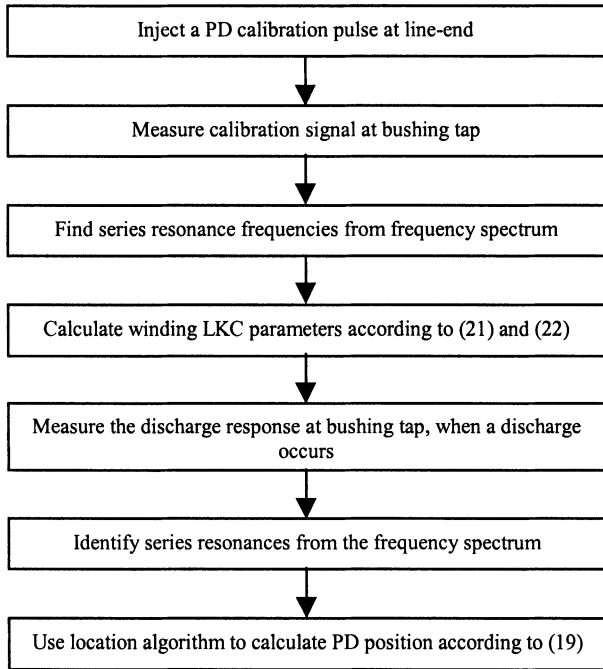 Inject a PD calibration pulse at line-end
Measure calibration signal at bushing tap
Find series resonance frequencies from frequency spectrum
Calculate winding LKC parameters according to (21) and (22)
Measure the discharge response at bushing tap, when a discharge
occurs
Identify series resonances from the frequency spectrum
Use location algorithm to calculate PD position according to (19)